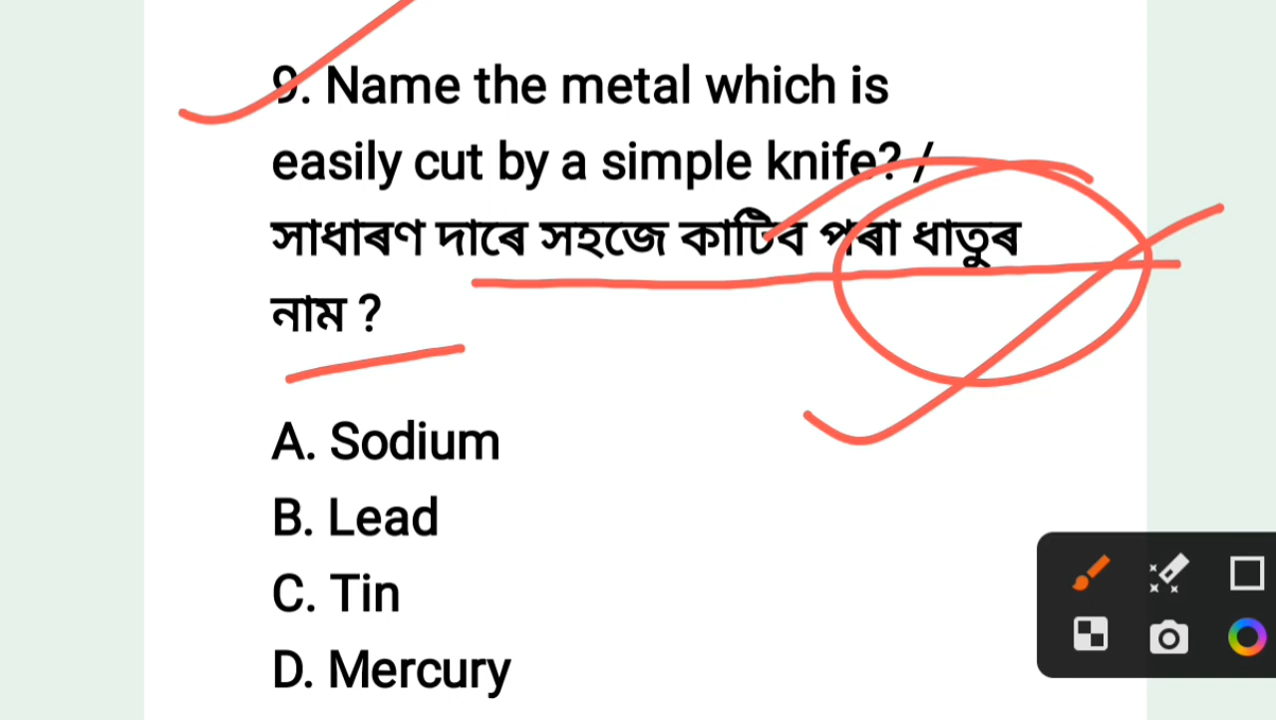 9. Name the metal which is
easily cut by a simple knife? /
সাধাৰণ দাৰে সহজে কাটিব পৰা ধাতুৰ
নাম ?
A. Sodium
B. Lead
C. Tin
D. Mercury